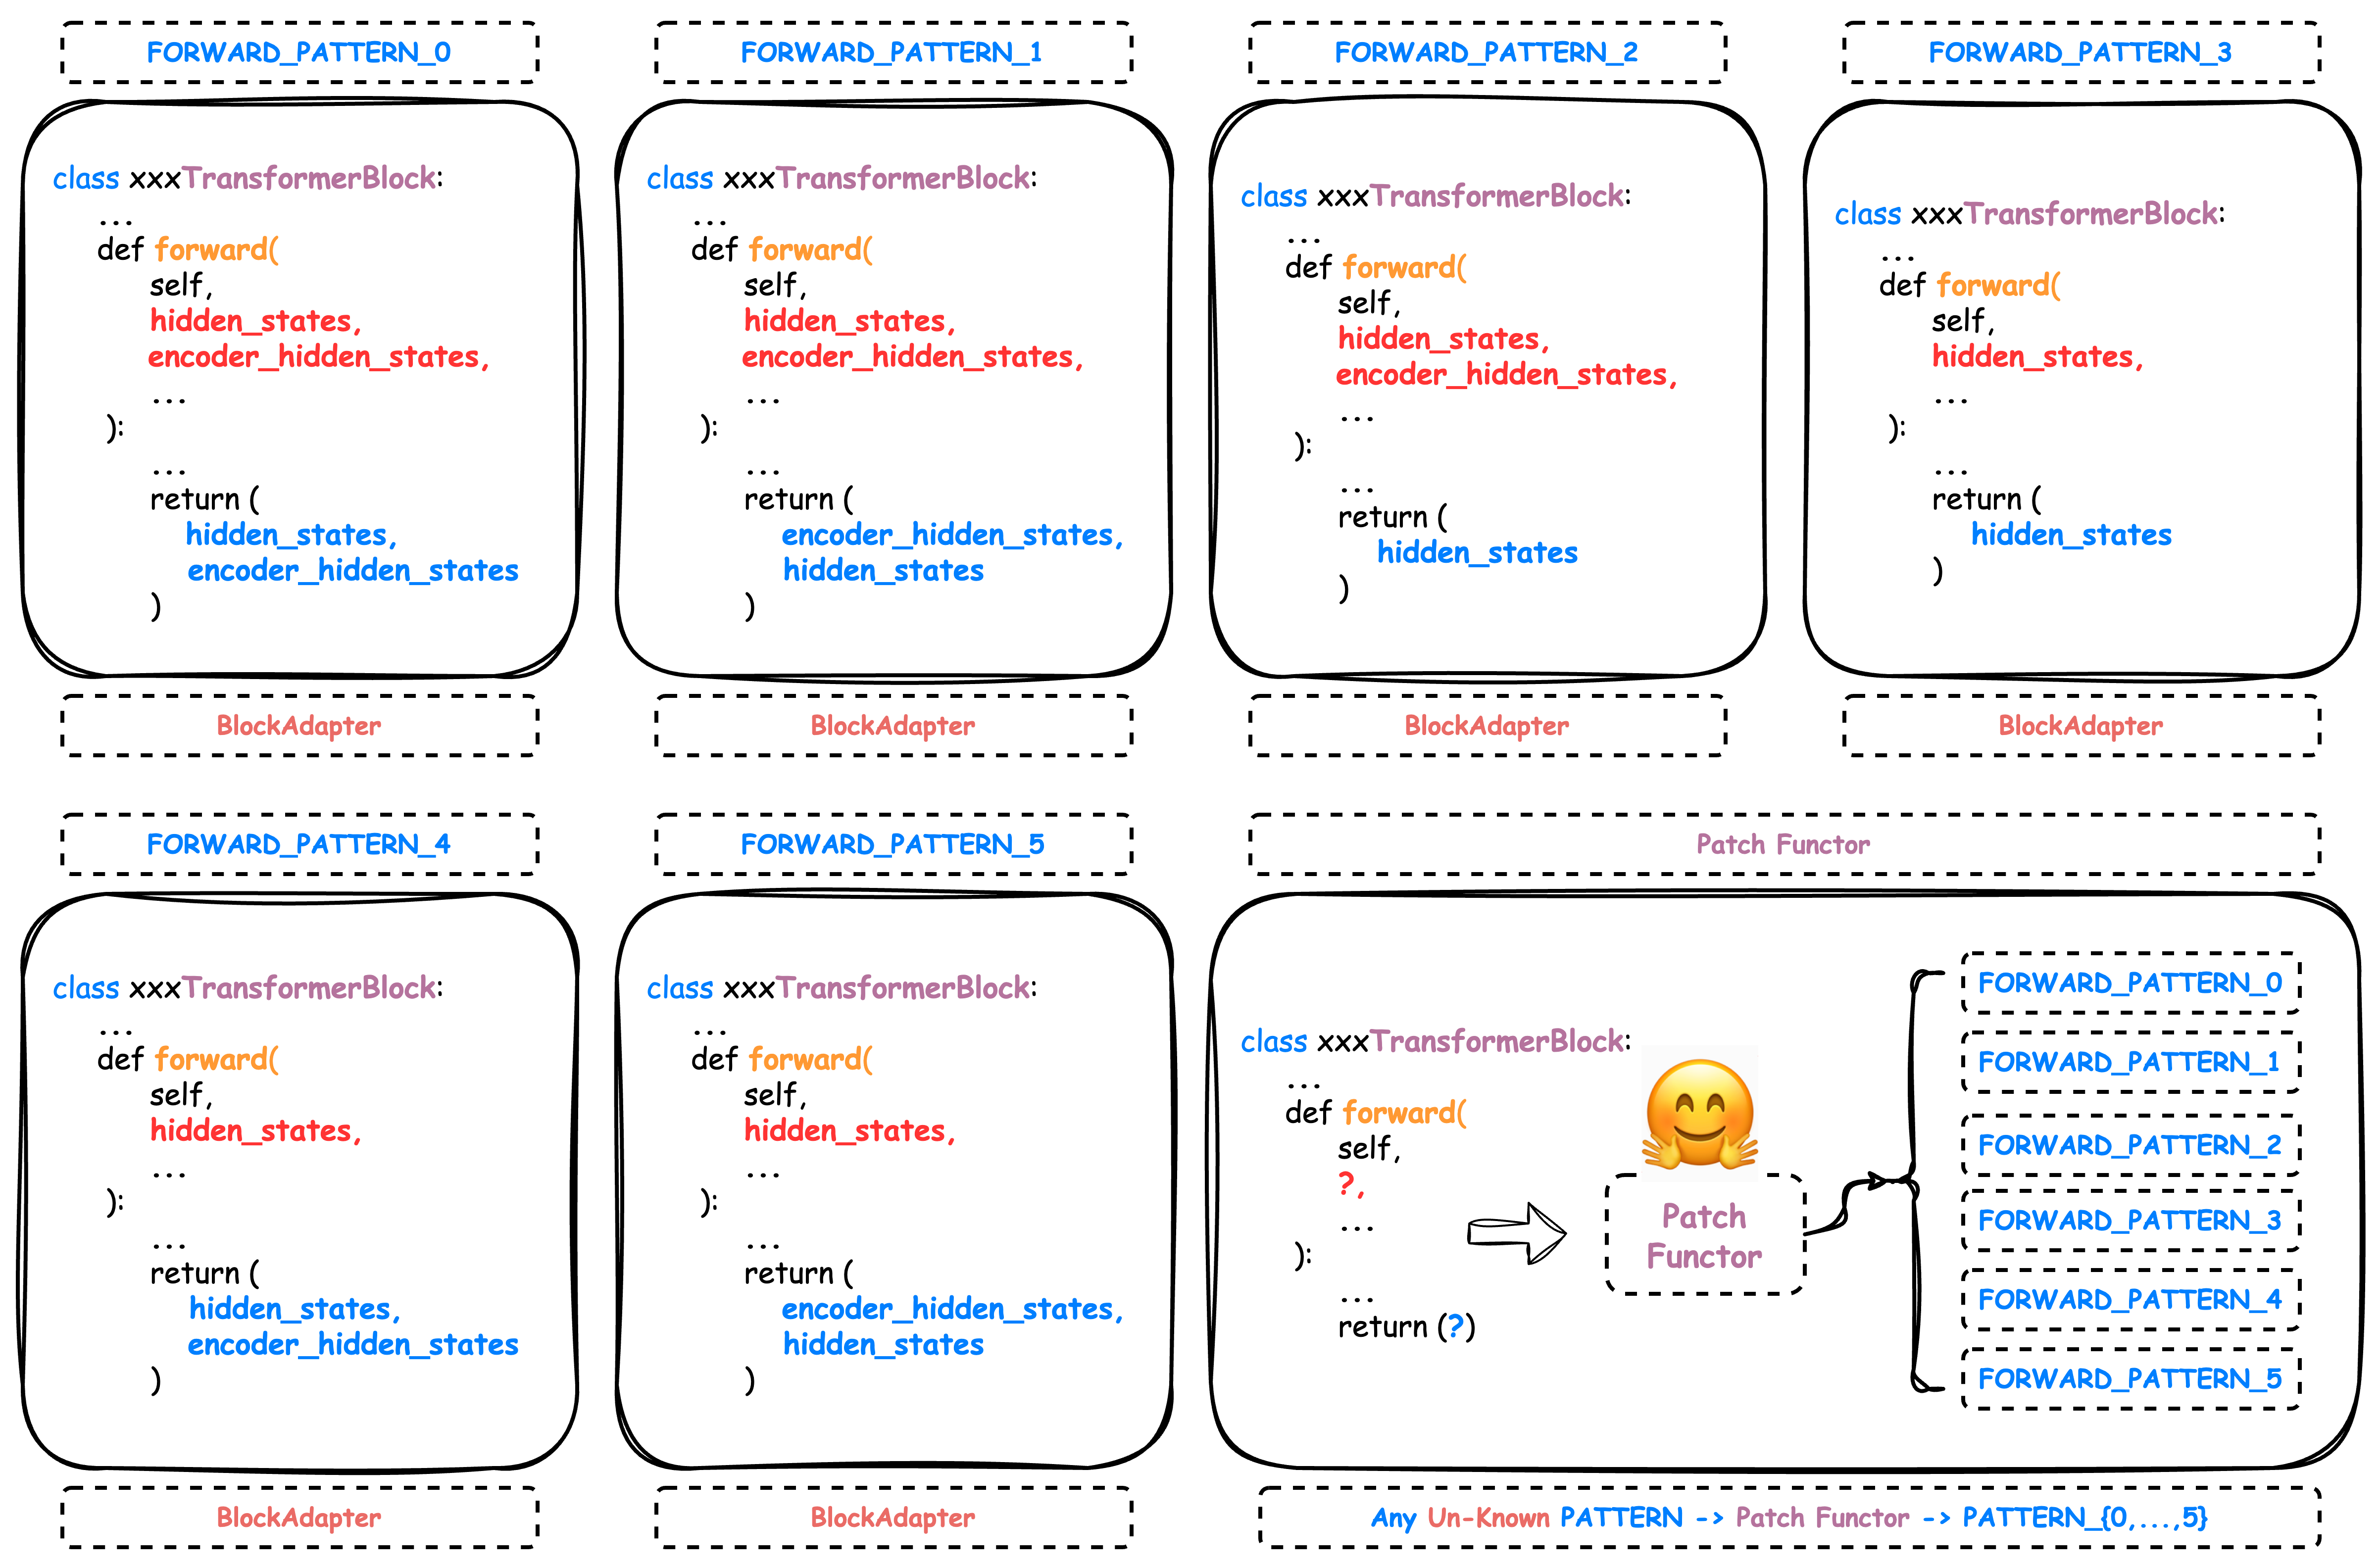 FORWARD_PATTERN_0
class xxxTransformerBlock:
...
def forward(
self,
hidden_states,
encoder_hidden_states,
...
):
...
return (
hidden_states,
encoder_hidden_states
)
BlockAdapter
FORWARD_PATTERN_1
class xxxTransformerBlock:
...
def forward(
self,
hidden_states,
encoder_hidden_states,
...
):
...
return (
encoder_hidden_states,
hidden_states
)
BlockAdapter
FORWARD_PATTERN_2
class xxxTransformerBlock:
...
def forward(
self,
hidden_states,
encoder_hidden_states,
...
):
...
return (
hidden_states
)
BlockAdapter
FORWARD_PATTERN_3
class xxxTransformerBlock:
...
def forward(
self,
hidden_states,
...
):
...
return (
hidden_states
)
BlockAdapter
FORWARD_PATTERN_4
class xxxTransformerBlock:
...
def forward(
self,
hidden_states,
...
):
...
return (
hidden_states,
encoder_hidden_states
)
BlockAdapter
FORWARD_PATTERN_5
class xxxTransformerBlock:
...
def forward(
self,
hidden_states,
...
):
...
return (
encoder_hidden_states,
hidden_states
)
BlockAdapter
Patch Functor
class xxxTransformerBlock:
...
def forward(
self,
?,
...
):
...
return (?)
Patch
Functor
FORWARD_PATTERN_0
FORWARD_PATTERN_1
FORWARD_PATTERN_2
FORWARD_PATTERN_3
FORWARD_PATTERN_4
FORWARD_PATTERN_5
Any Un-Known PATTERN -> Patch Functor -> PATTERN_{0,...,5}